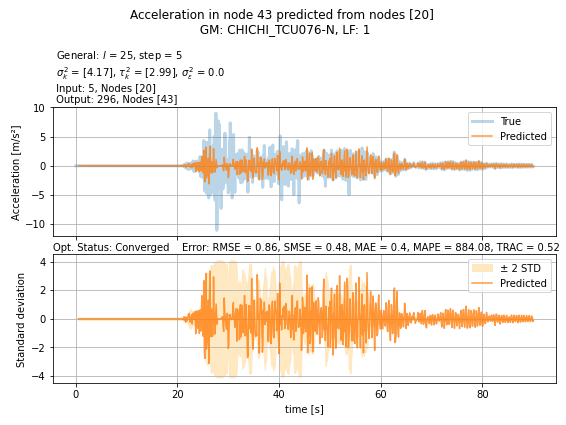 Acceleration in node 43 predicted from nodes [20]
GM: CHICHI_TCU076-N, LF: 1
General: l = 25, step = 5
σ²ₖ = [4.17], τ²ₖ = [2.99], σ²ε = 0.0
Input: 5, Nodes [20]
Output: 296, Nodes [43]
10
5
0
−5
−10
Acceleration [m/s²]
True
Predicted
Opt. Status: Converged Error: RMSE = 0.86, SMSE = 0.48, MAE = 0.4, MAPE = 884.08, TRAC = 0.52
4
2
0
−2
−4
Standard deviation
± 2 STD
Predicted
0 20 40 60 80
time [s]